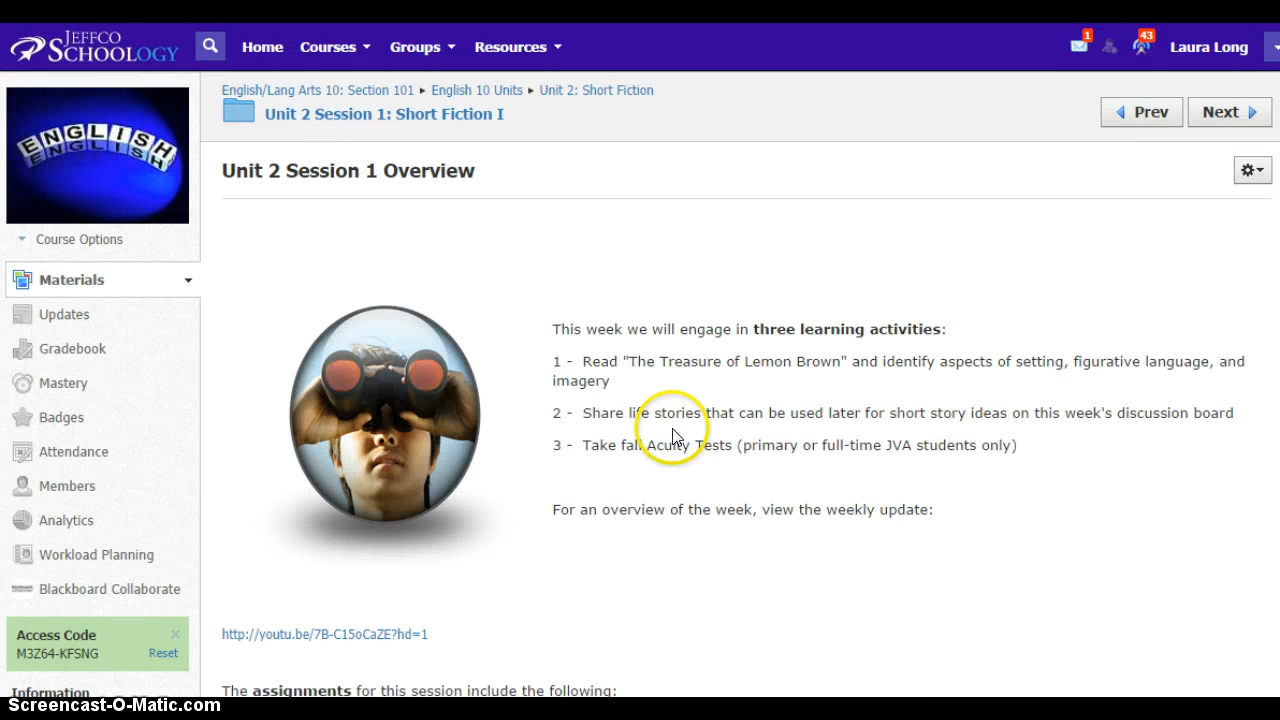 JEFFCO
SCHOOLOGY
Home
Courses
Groups
Resources
1
43
Laura Long
English/Lang Arts 10: Section 101 ▸ English 10 Units ▸ Unit 2: Short Fiction
Unit 2 Session 1: Short Fiction I
Prev
Next
ENGLISH
ENGLISH
Unit 2 Session 1 Overview
Course Options
Materials
Updates
Gradebook
Mastery
Badges
Attendance
Members
Analytics
Workload Planning
Blackboard Collaborate
Access Code
M3Z64-KFSNG
Reset
Information
This week we will engage in three learning activities:
1 - Read "The Treasure of Lemon Brown" and identify aspects of setting, figurative language, and
imagery
2 - Share life stories that can be used later for short story ideas on this week's discussion board
3 - Take fall Acuity Tests (primary or full-time JVA students only)
For an overview of the week, view the weekly update:
http://youtu.be/7B-C15oCaZE?hd=1
The assignments for this session include the following:
Screencast-O-Matic.com